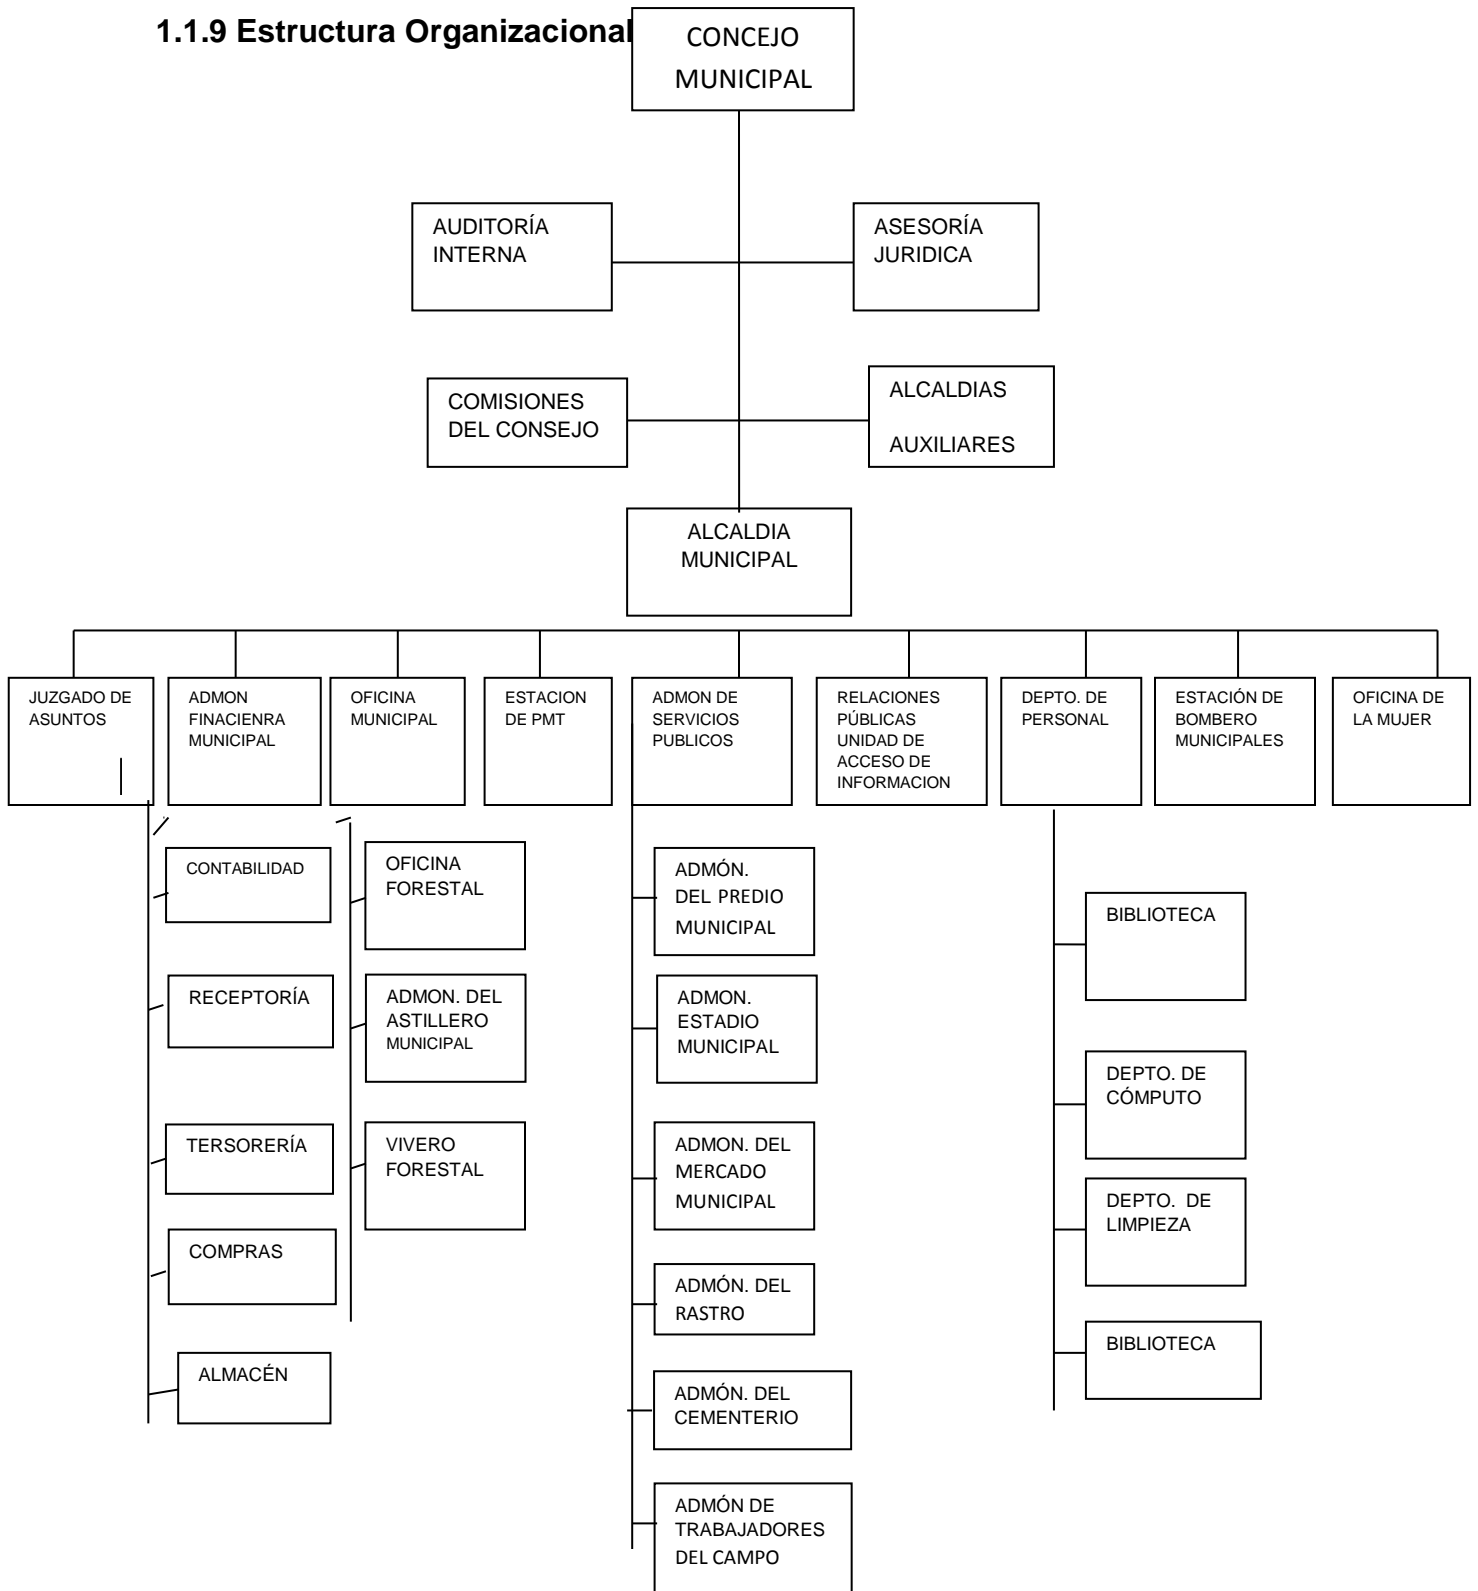 1.1.9 Estructura Organizacional
CONCEJO
MUNICIPAL
AUDITORÍA
INTERNA
ASESORÍA
JURIDICA
COMISIONES
DEL CONSEJO
ALCALDIAS
AUXILIARES
ALCALDIA
MUNICIPAL
JUZGADO DE
ASUNTOS
ADMON
FINACIENRA
MUNICIPAL
OFICINA
MUNICIPAL
ESTACION
DE PMT
ADMON DE
SERVICIOS
PUBLICOS
RELACIONES
PÚBLICAS
UNIDAD DE
ACCESO DE
INFORMACION
DEPTO. DE
PERSONAL
ESTACIÓN DE
BOMBERO
MUNICIPALES
OFICINA DE
LA MUJER
CONTABILIDAD
RECEPTORÍA
TERSORERÍA
COMPRAS
ALMACÉN
OFICINA
FORESTAL
ADMON. DEL
ASTILLERO
MUNICIPAL
VIVERO
FORESTAL
ADMÓN.
DEL PREDIO
MUNICIPAL
ADMON.
ESTADIO
MUNICIPAL
ADMON. DEL
MERCADO
MUNICIPAL
ADMÓN. DEL
RASTRO
ADMÓN. DEL
CEMENTERIO
ADMÓN DE
TRABAJADORES
DEL CAMPO
BIBLIOTECA
DEPTO. DE
CÓMPUTO
DEPTO. DE
LIMPIEZA
BIBLIOTECA